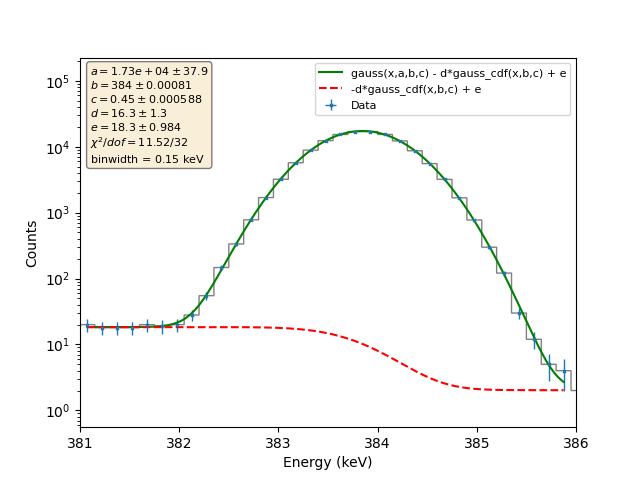 a = 1.73e + 04 ± 37.9
b = 384 ± 0.00081
c = 0.45 ± 0.000588
d = 16.3 ± 1.3
e = 18.3 ± 0.984
χ²/dof = 11.52/32
binwidth = 0.15 keV
gauss(x,a,b,c) - d*gauss_cdf(x,b,c) + e
-d*gauss_cdf(x,b,c) + e
Data
10⁵
10⁴
10³
10²
10¹
10⁰
Counts
381 382 383 384 385 386
Energy (keV)